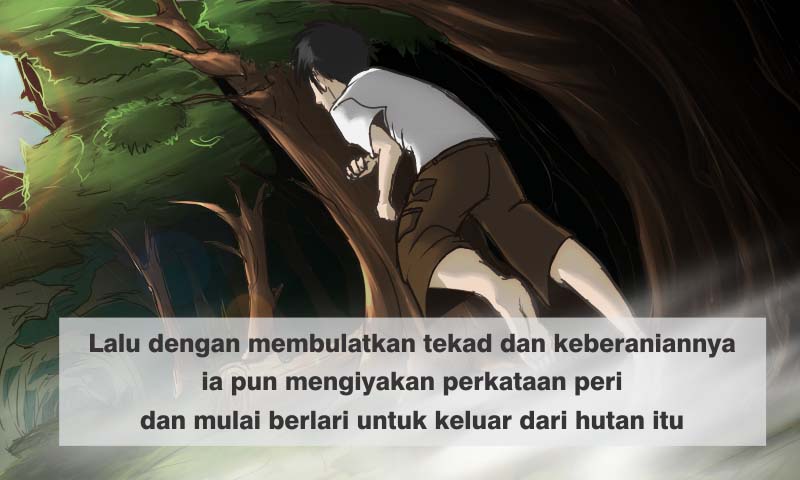 Lalu dengan membulatkan tekad dan keberaniannya
ia pun mengiyakan perkataan peri
dan mulai berlari untuk keluar dari hutan itu